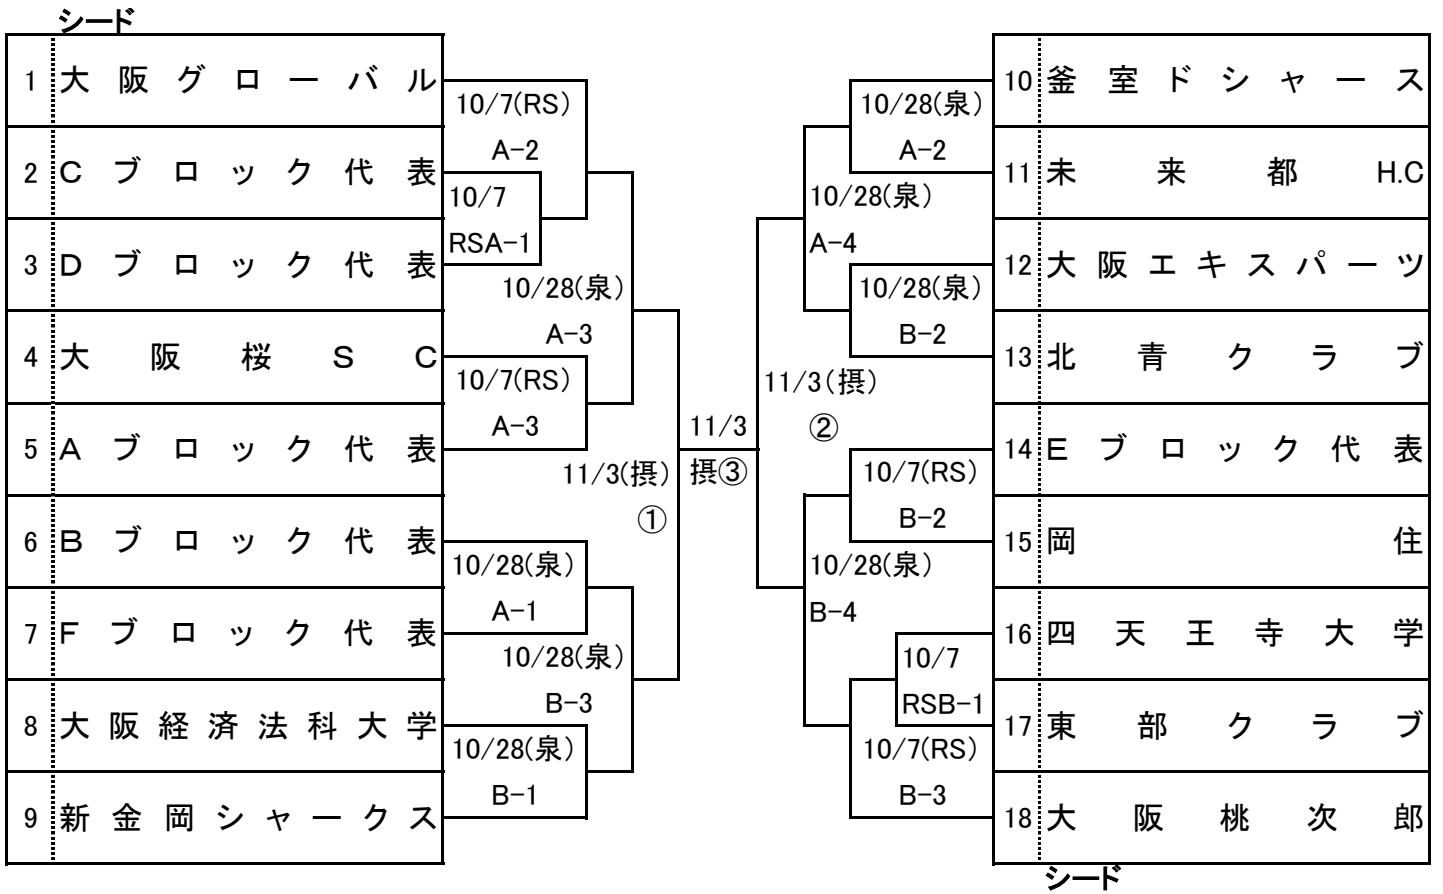 シード
1 大阪グローバル
2 Cブロック代表
3 Dブロック代表
4 大阪桜SC
5 Aブロック代表
6 Bブロック代表
7 Fブロック代表
8 大阪経済法科大学
9 新金岡シャークス
10/7(RS)
A-2
10/7
RSA-1
10/28(泉)
A-3
10/7(RS)
A-3
11/3(摂)
①
10/28(泉)
A-1
10/28(泉)
B-3
10/28(泉)
B-1
11/3
摂③
10/28(泉)
A-2
10/28(泉)
A-4
10/28(泉)
B-2
11/3(摂)
②
10/7(RS)
B-2
10/28(泉)
B-4
10/7
RSB-1
10/7(RS)
B-3
10 釜室ドシャース
11 未来都H.C
12 大阪エキスパーツ
13 北青クラブ
14 Eブロック代表
15 岡住
16 四天王寺大学
17 東部クラブ
18 大阪桃次郎
シード